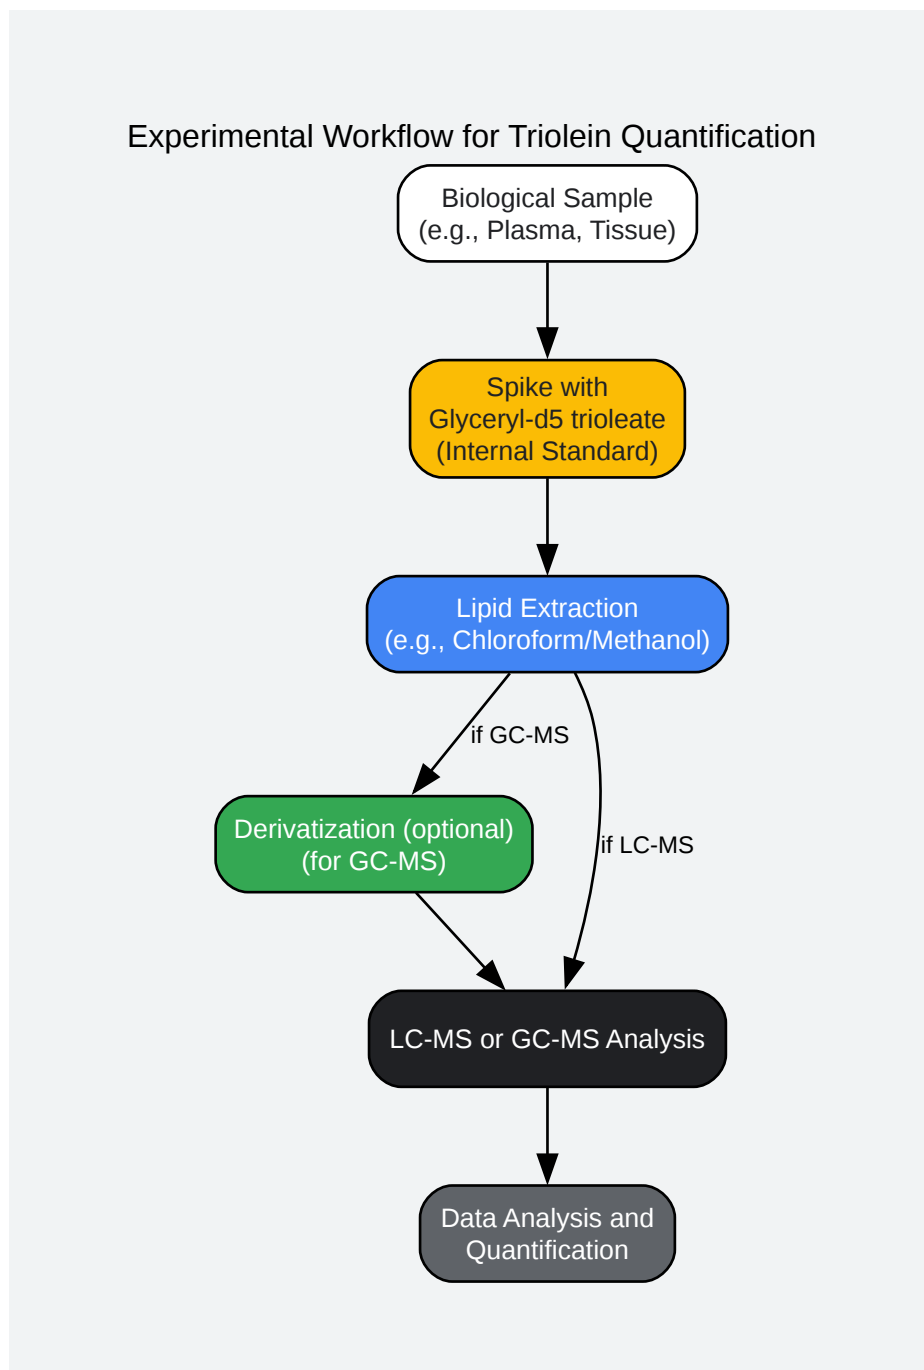 Experimental Workflow for Triolein Quantification
Biological Sample
(e.g., Plasma, Tissue)
Spike with
Glyceryl-d5 trioleate
(Internal Standard)
Lipid Extraction
(e.g., Chloroform/Methanol)
if GC-MS
Derivatization (optional)
(for GC-MS)
if LC-MS
LC-MS or GC-MS Analysis
Data Analysis and
Quantification